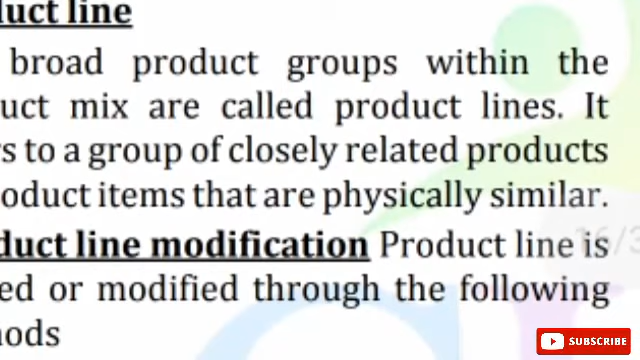 duct line
broad product groups within the
uct mix are called product lines. It
s to a group of closely related products
oduct items that are physically similar.
duct line modification Product line is
ed or modified through the following
ods
16/3
SUBSCRIBE